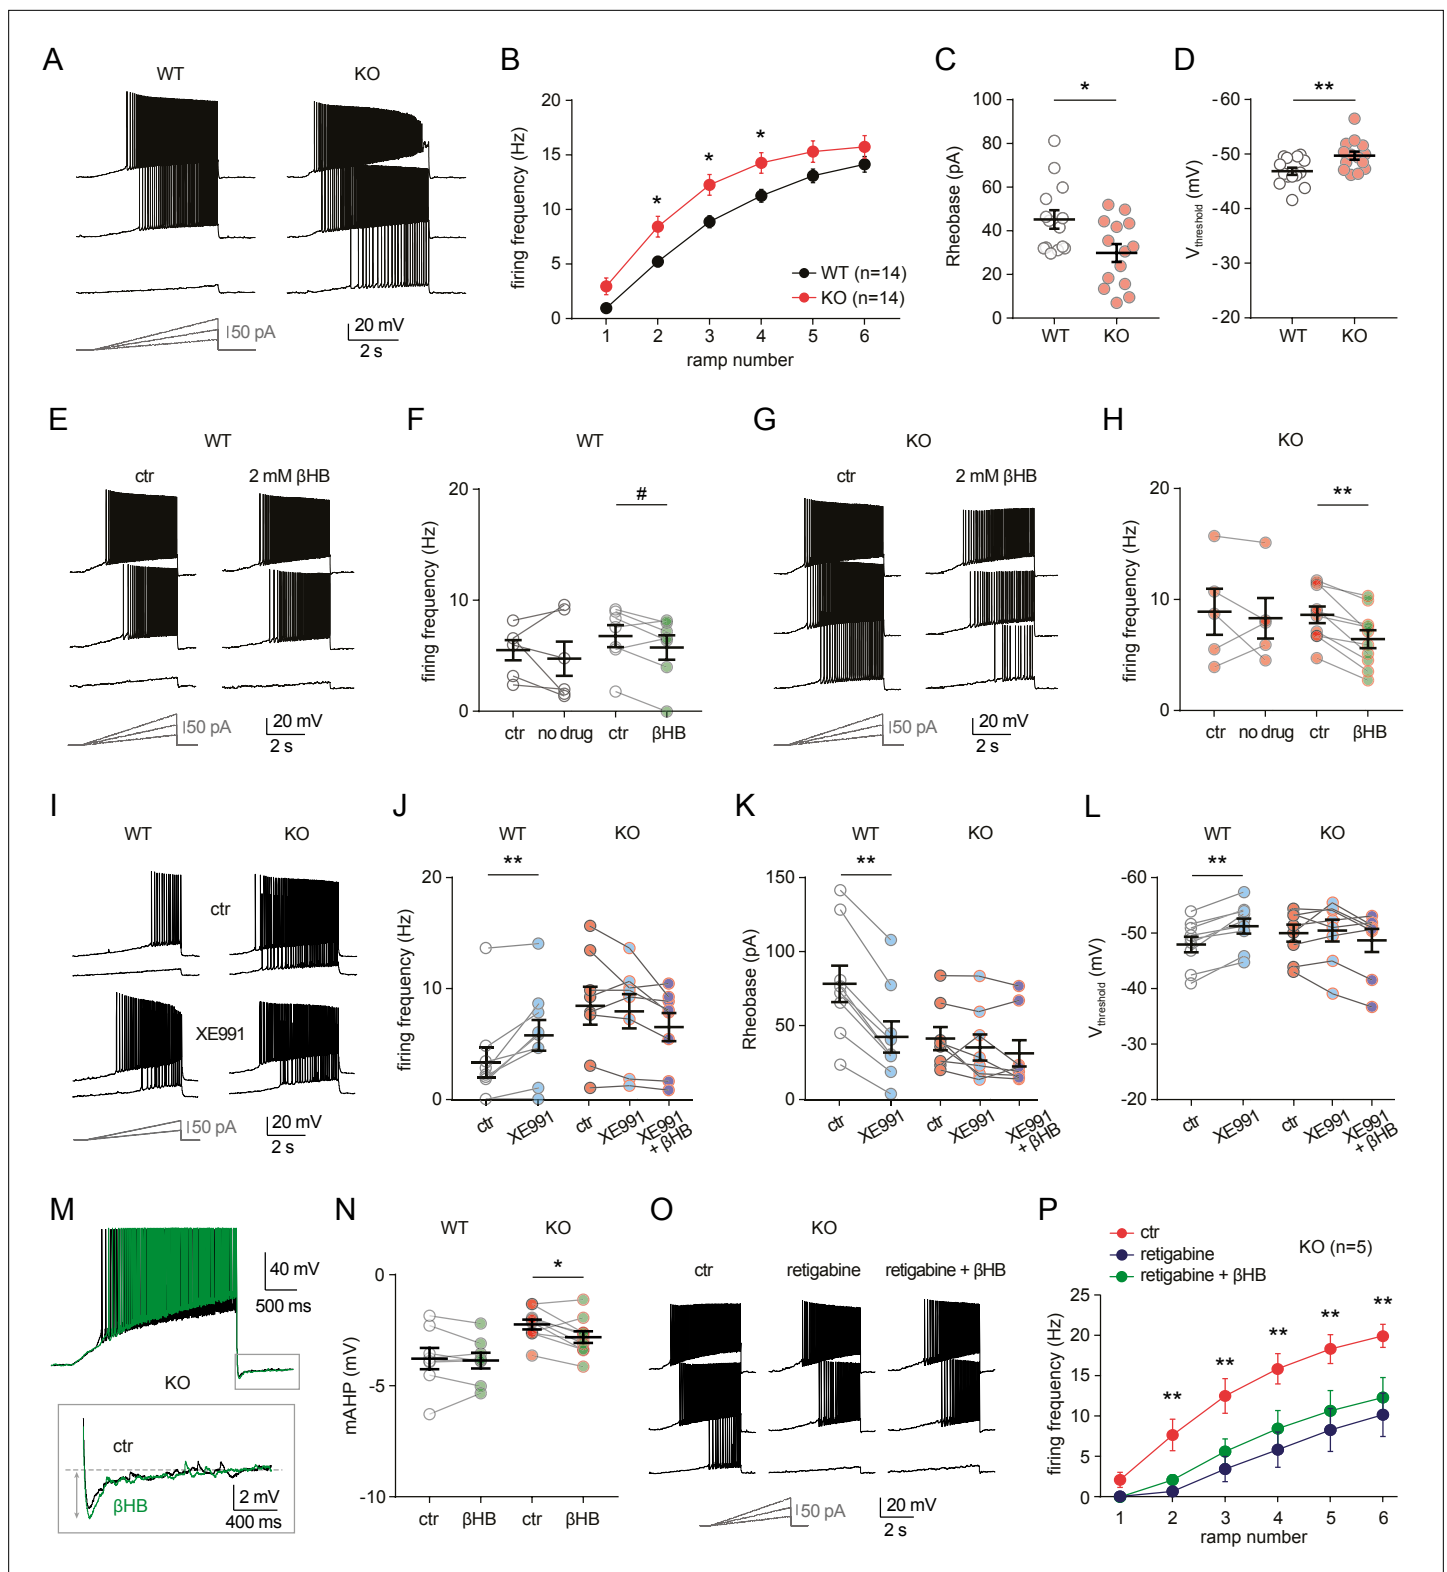 A
WT
KO
50 pA
20 mV
2 s
B
firing frequency (Hz)
20
15
10
5
0
*
*
*
WT (n=14)
KO (n=14)
1 2 3 4 5 6
ramp number
C
Rheobase (pA)
100
80
60
40
20
0
*
WT KO
D
Vthreshold (mV)
-60
-50
-40
-30
-20
**
WT KO
E
WT
ctr
2 mM βHB
50 pA
20 mV
2 s
F
WT
firing frequency (Hz)
20
10
0
#
ctr no drug ctr βHB
G
KO
ctr
2 mM βHB
50 pA
20 mV
2 s
H
KO
firing frequency (Hz)
20
10
0
**
ctr no drug ctr βHB
I
WT
KO
ctr
XE991
50 pA
20 mV
2 s
J
WT
KO
firing frequency (Hz)
20
10
0
**
ctr
XE991
ctr
XE991
XE991
+ βHB
K
WT
KO
Rheobase (pA)
150
100
50
0
**
ctr
XE991
ctr
XE991
XE991
+ βHB
L
WT
KO
Vthreshold (mV)
-60
-50
-40
-30
-20
**
ctr
XE991
ctr
XE991
XE991
+ βHB
M
40 mV
500 ms
KO
ctr
βHB
2 mV
400 ms
N
WT
KO
mAHP (mV)
0
-5
-10
*
ctr βHB ctr βHB
O
KO
ctr
retigabine
retigabine + βHB
50 pA
20 mV
2 s
P
ctr
retigabine
retigabine + βHB
KO (n=5)
firing frequency (Hz)
25
20
15
10
5
0
**
**
**
**
**
1 2 3 4 5 6
ramp number